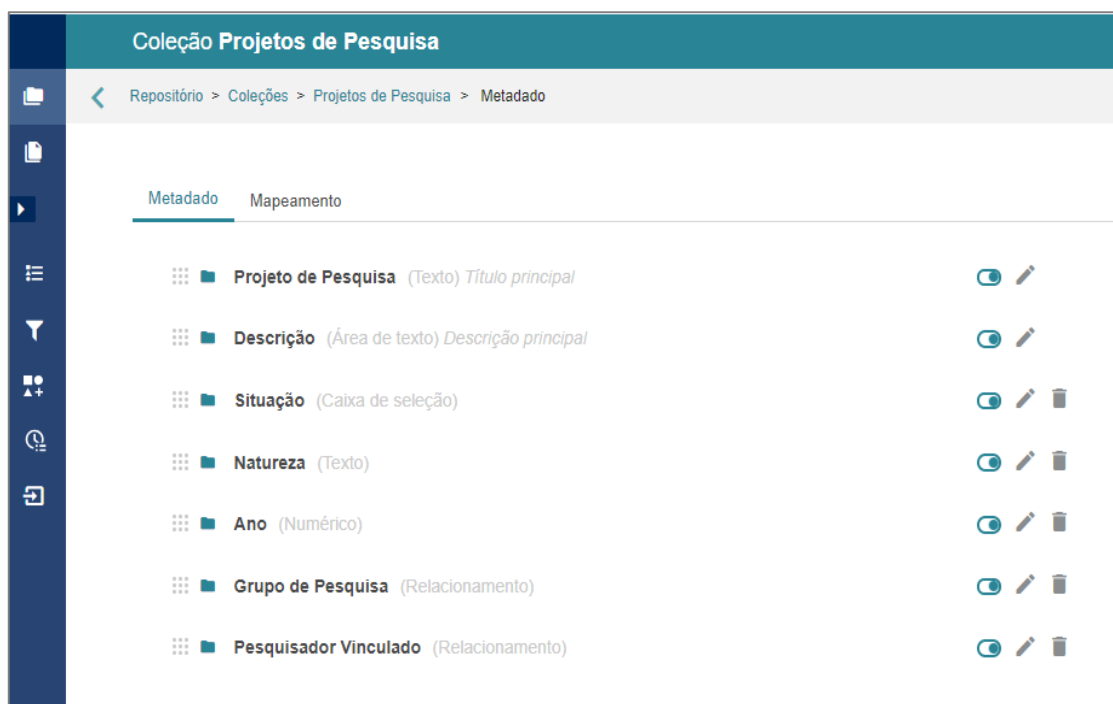 Coleção Projetos de Pesquisa
Repositório > Coleções > Projetos de Pesquisa > Metadado
Metadado Mapeamento
Projeto de Pesquisa (Texto) Título principal
Descrição (Área de texto) Descrição principal
Situação (Caixa de seleção)
Natureza (Texto)
Ano (Numérico)
Grupo de Pesquisa (Relacionamento)
Pesquisador Vinculado (Relacionamento)